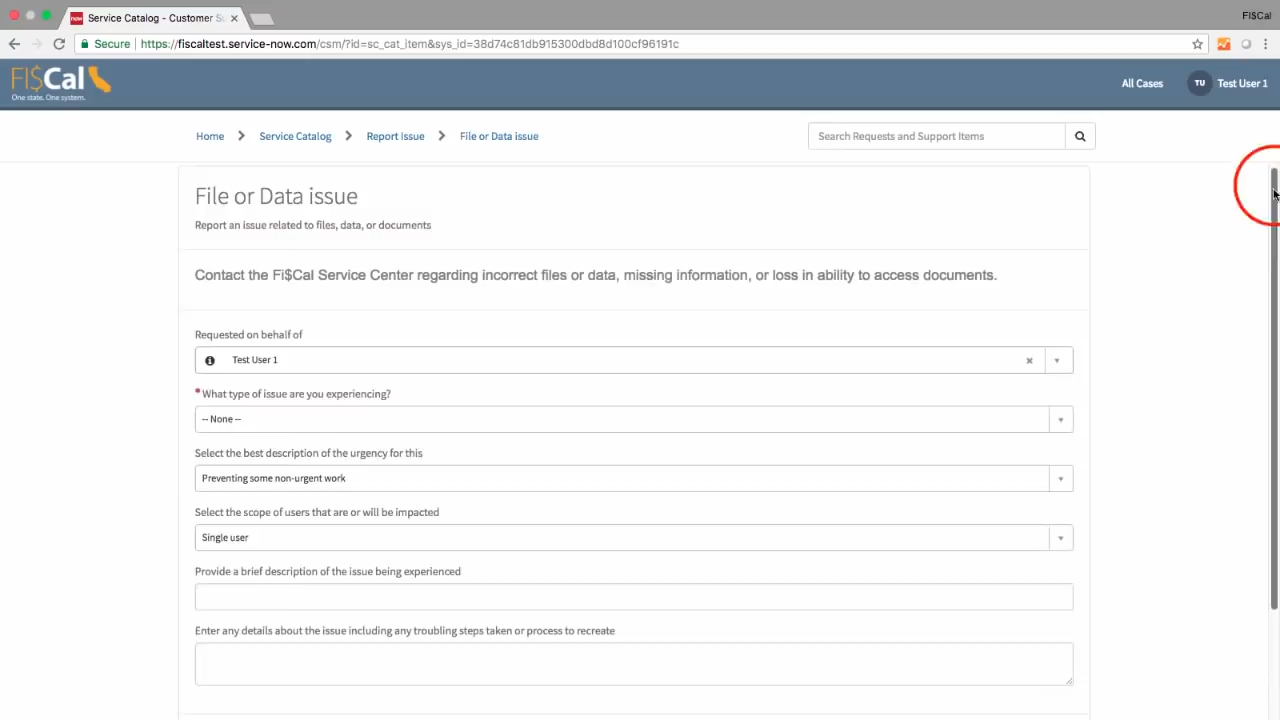 Service Catalog - Customer S
FI$Cal
Secure
https://fiscaltest.service-now.com/csm/?id=sc_cat_item&sys_id=38d74c81db915300dbd8d100cf96191c
FI$Cal
One state. One system.
All Cases
TU
Test User 1
Home
Service Catalog
Report Issue
File or Data issue
Search Requests and Support Items
File or Data issue
Report an issue related to files, data, or documents
Contact the Fi$Cal Service Center regarding incorrect files or data, missing information, or loss in ability to access documents.
Requested on behalf of
Test User 1
* What type of issue are you experiencing?
-- None --
Select the best description of the urgency for this
Preventing some non-urgent work
Select the scope of users that are or will be impacted
Single user
Provide a brief description of the issue being experienced
Enter any details about the issue including any troubling steps taken or process to recreate